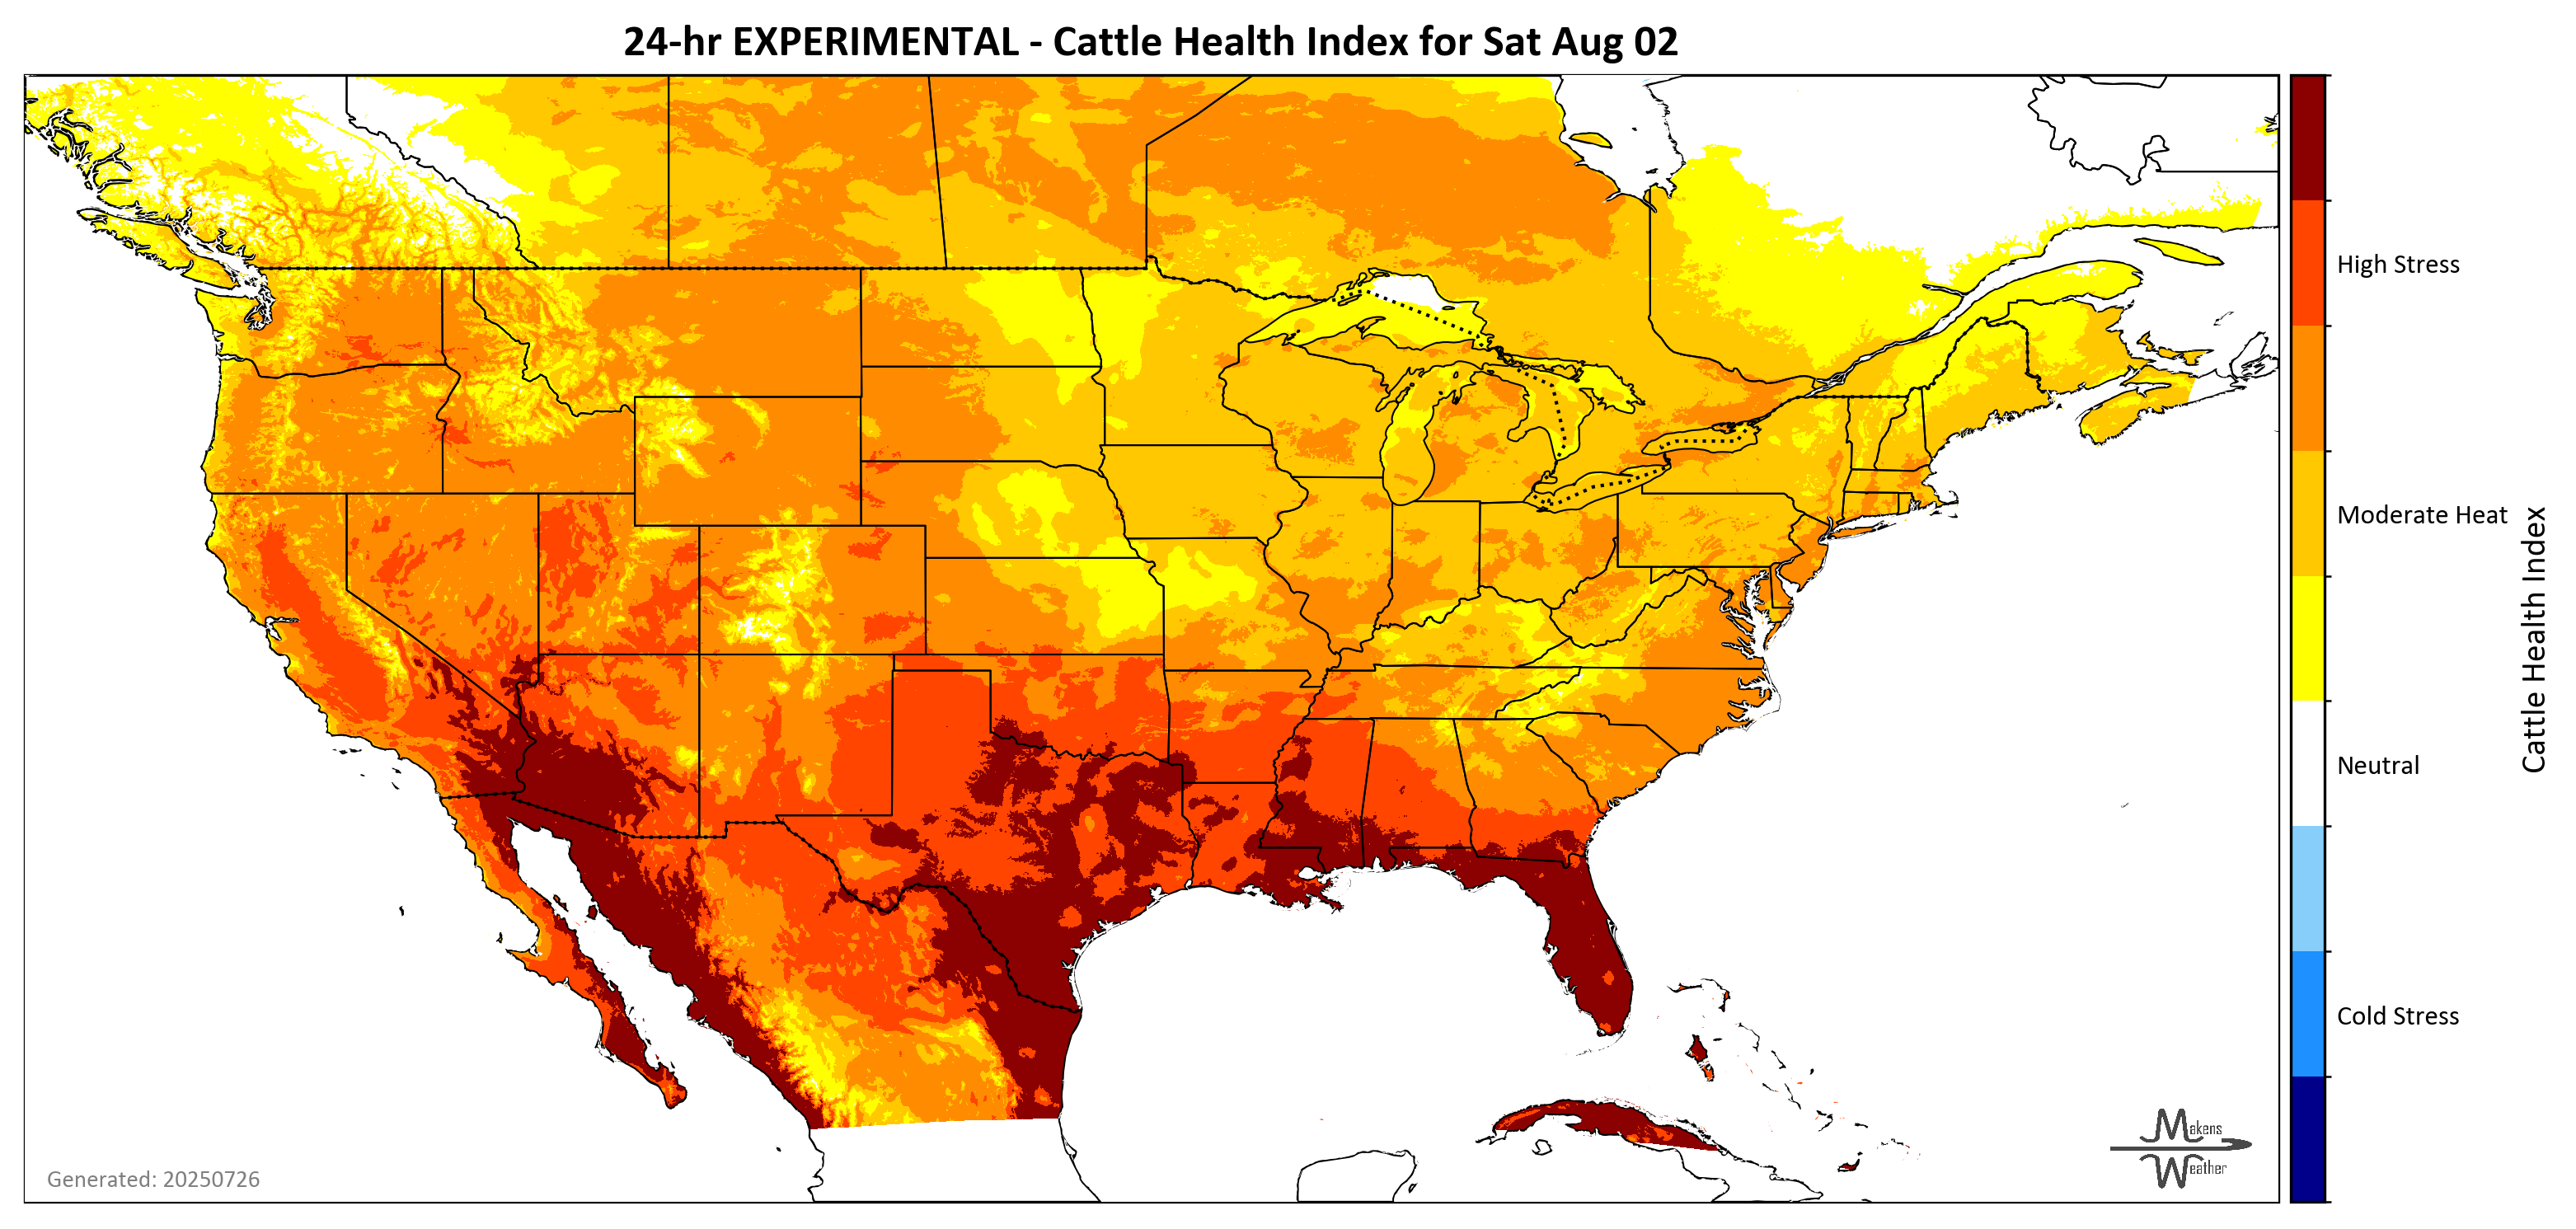 24-hr EXPERIMENTAL - Cattle Health Index for Sat Aug 02
High Stress
Moderate Heat
Neutral
Cold Stress
Cattle Health Index
Generated: 20250726
Makens
Weather